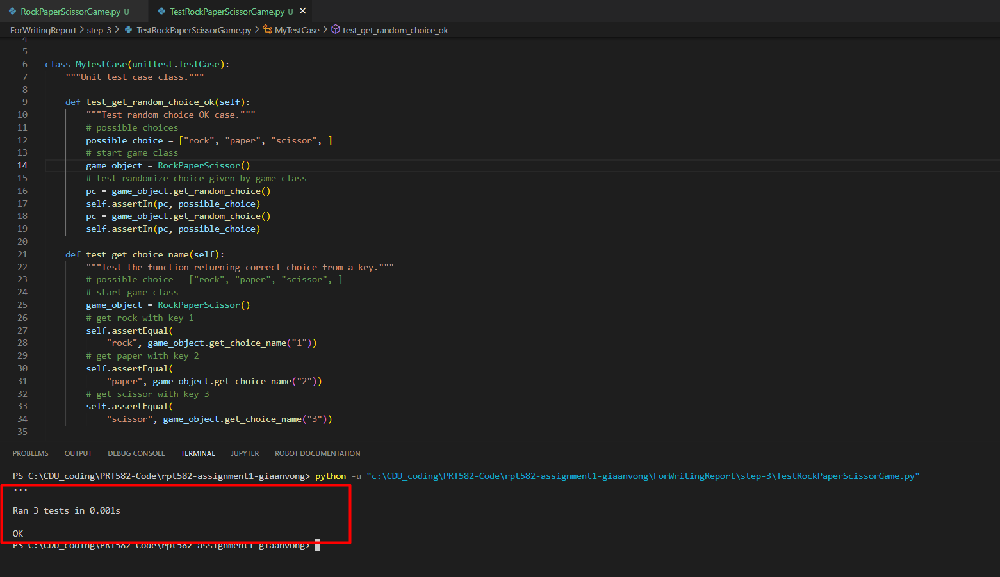 RockPaperScissorGame.py U
TestRockPaperScissorGame.py U
ForWritingReport > step-3 > TestRockPaperScissorGame.py > MyTestCase > test_get_random_choice_ok
4
5
6 class MyTestCase(unittest.TestCase):
7 """Unit test case class."""
8
9 def test_get_random_choice_ok(self):
10 """Test random choice OK case."""
11 # possible choices
12 possible_choice = ["rock", "paper", "scissor", ]
13 # start game class
14 game_object = RockPaperScissor()
15 # test randomize choice given by game class
16 pc = game_object.get_random_choice()
17 self.assertIn(pc, possible_choice)
18 pc = game_object.get_random_choice()
19 self.assertIn(pc, possible_choice)
20
21 def test_get_choice_name(self):
22 """Test the function returning correct choice from a key."""
23 # possible_choice = ["rock", "paper", "scissor", ]
24 # start game class
25 game_object = RockPaperScissor()
26 # get rock with key 1
27 self.assertEqual(
28 "rock", game_object.get_choice_name("1"))
29 # get paper with key 2
30 self.assertEqual(
31 "paper", game_object.get_choice_name("2"))
32 # get scissor with key 3
33 self.assertEqual(
34 "scissor", game_object.get_choice_name("3"))
35
PROBLEMS OUTPUT DEBUG CONSOLE TERMINAL JUPYTER ROBOT DOCUMENTATION
PS C:\CDU_coding\PRT582-Code\rpt582-assignment1-giaanvong> python -u "c:\CDU_coding\PRT582-Code\rpt582-assignment1-giaanvong\ForWritingReport\step-3\TestRockPaperScissorGame.py"
...
----------------------------------------------------------------------
Ran 3 tests in 0.001s
OK
PS C:\CDU_coding\PRT582-Code\rpt582-assignment1-giaanvong>